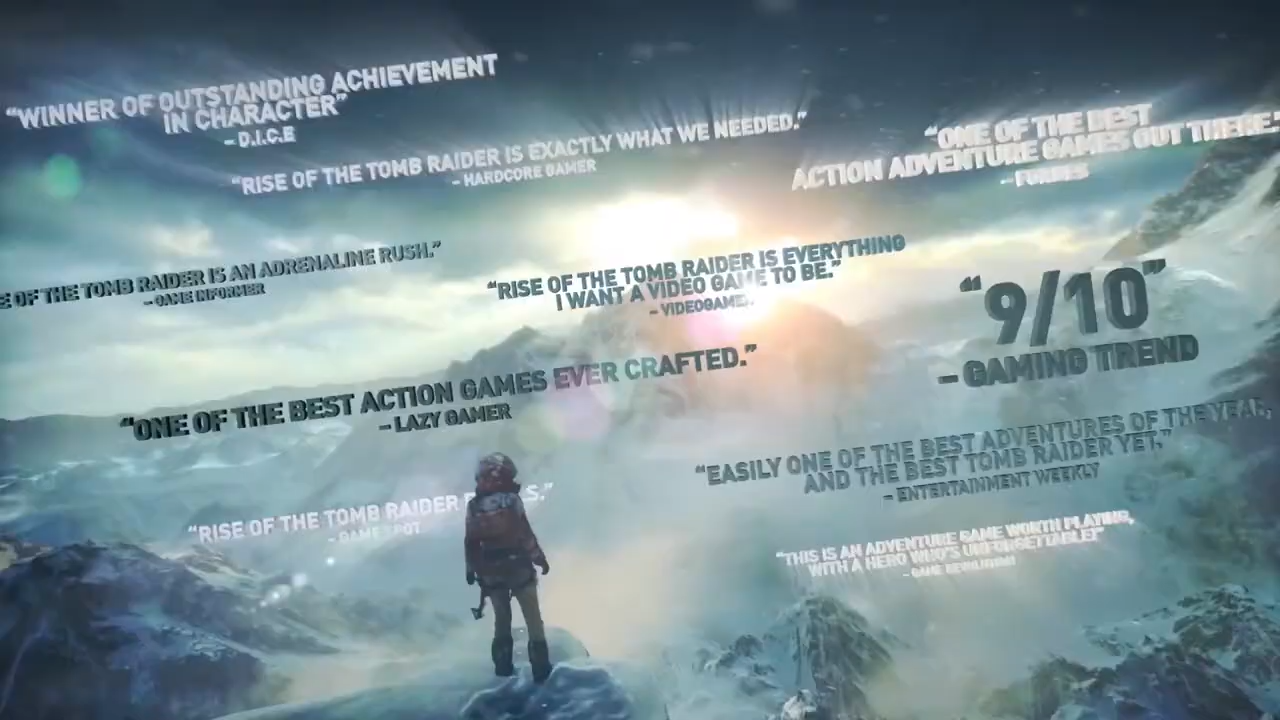 “WINNER OF OUTSTANDING ACHIEVEMENT
IN CHARACTER”
– D.I.C.E
“RISE OF THE TOMB RAIDER IS EXACTLY WHAT WE NEEDED.”
– HARDCORE GAMER
“ONE OF THE BEST
ACTION ADVENTURE GAMES OUT THERE.”
– FORBES
OF THE TOMB RAIDER IS AN ADRENALINE RUSH.”
– GAME INFORMER
“RISE OF THE TOMB RAIDER IS EVERYTHING
I WANT A VIDEO GAME TO BE.”
– VIDEOGAMER
“9/10”
– GAMING TREND
“ONE OF THE BEST ACTION GAMES EVER CRAFTED.”
– LAZY GAMER
“EASILY ONE OF THE BEST ADVENTURES OF THE YEAR,
AND THE BEST TOMB RAIDER YET.”
– ENTERTAINMENT WEEKLY
“RISE OF THE TOMB RAIDER
– GAMESPOT
“THIS IS AN ADVENTURE GAME WORTH PLAYING,
WITH A HERO WHO'S UNFORGETTABLE!”
– GAME REVOLUTION